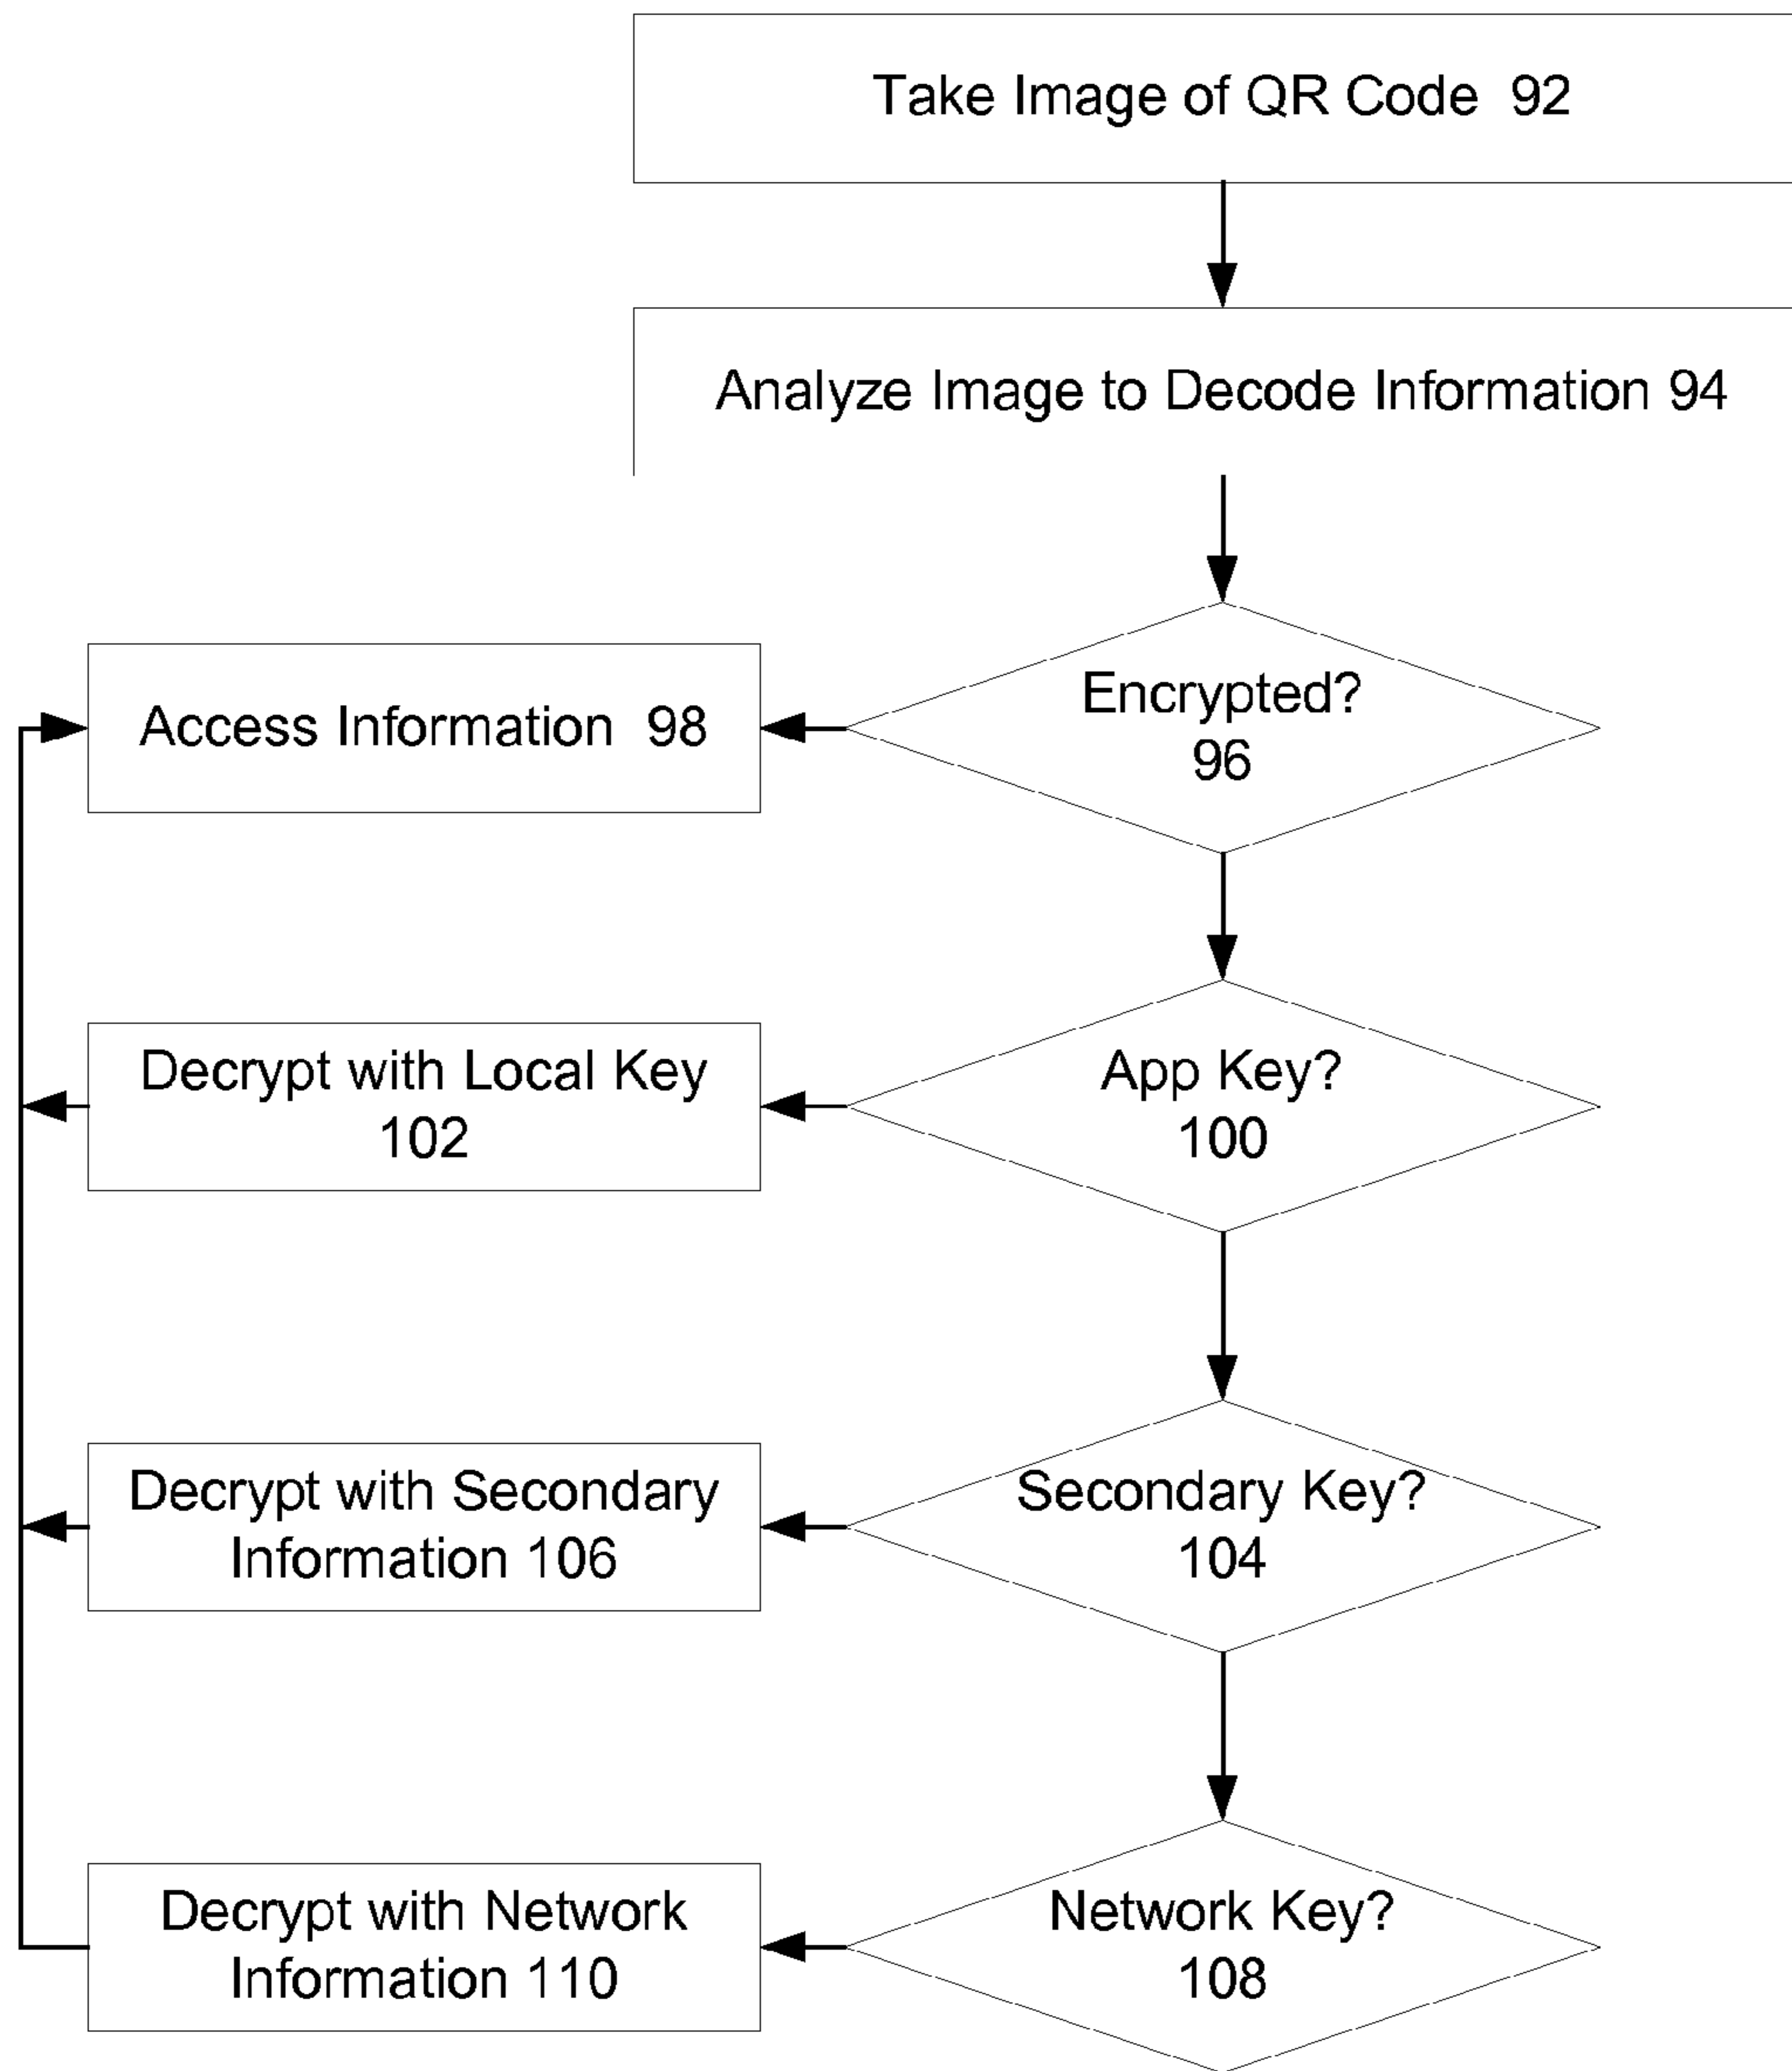 Take Image of QR Code 92
Analyze Image to Decode Information 94
Encrypted?
96
Access Information 98
App Key?
100
Decrypt with Local Key
102
Secondary Key?
104
Decrypt with Secondary
Information 106
Network Key?
108
Decrypt with Network
Information 110